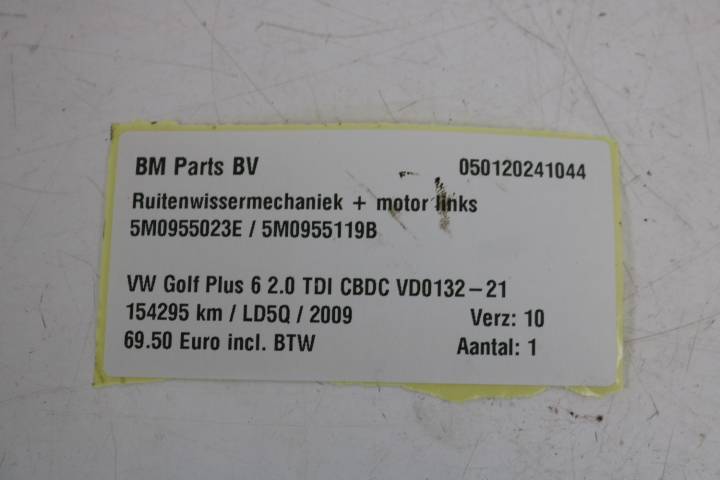 BM Parts BV 050120241044
Ruitenwissermechaniek + motor links
5M0955023E / 5M0955119B
VW Golf Plus 6 2.0 TDI CBDC VD0132-21
154295 km / LD5Q / 2009 Verz: 10
69.50 Euro incl. BTW Aantal: 1